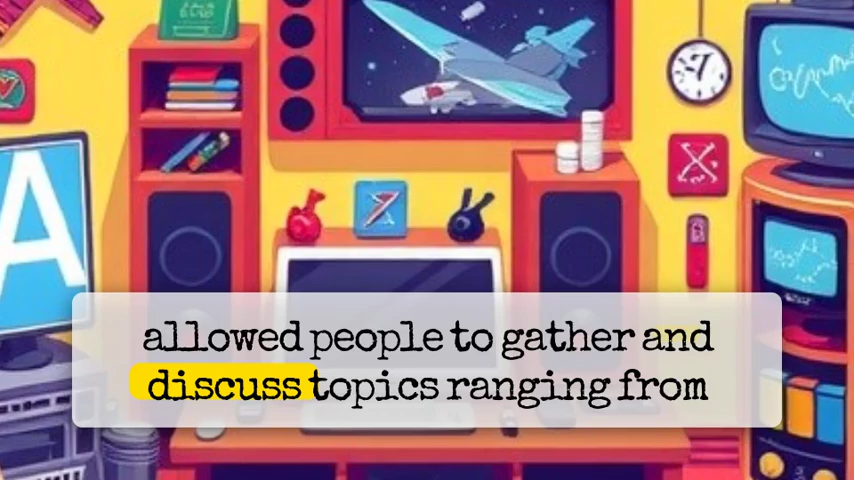 A
allowed people to gather and
discuss topics ranging from